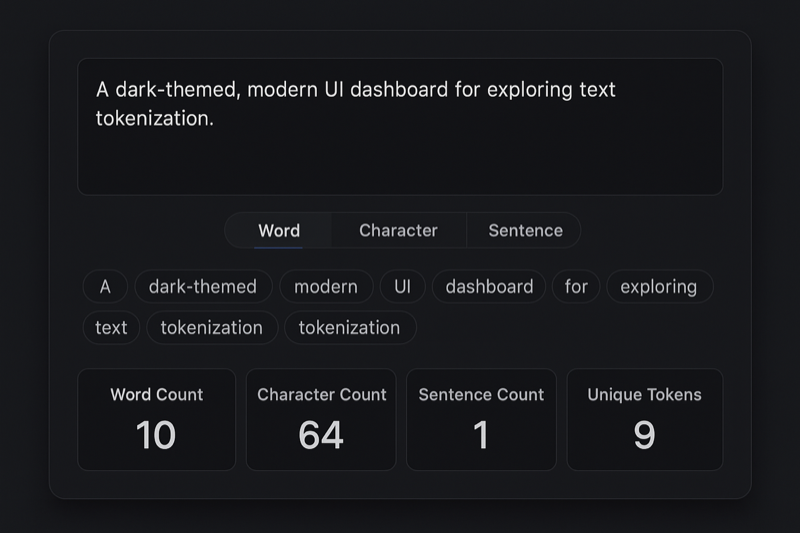 A dark-themed, modern UI dashboard for exploring text
tokenization.
Word Character Sentence
A dark-themed modern UI dashboard for exploring
text tokenization tokenization
Word Count Character Count Sentence Count Unique Tokens
10 64 1 9